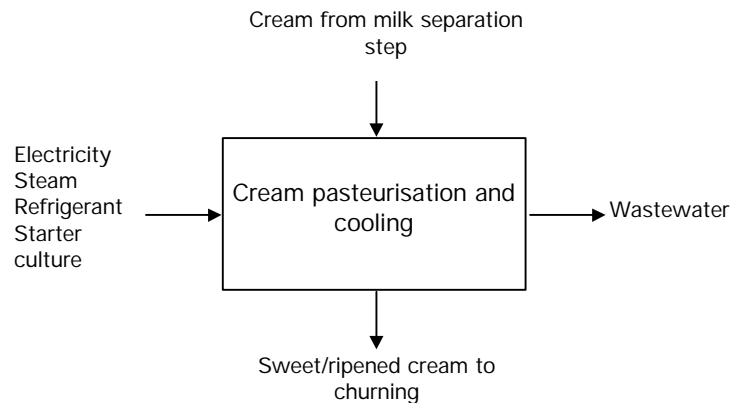 Cream from milk separation
step
Electricity
Steam
Refrigerant
Starter
culture
Cream pasteurisation and
cooling
Wastewater
Sweet/ripened cream to
churning